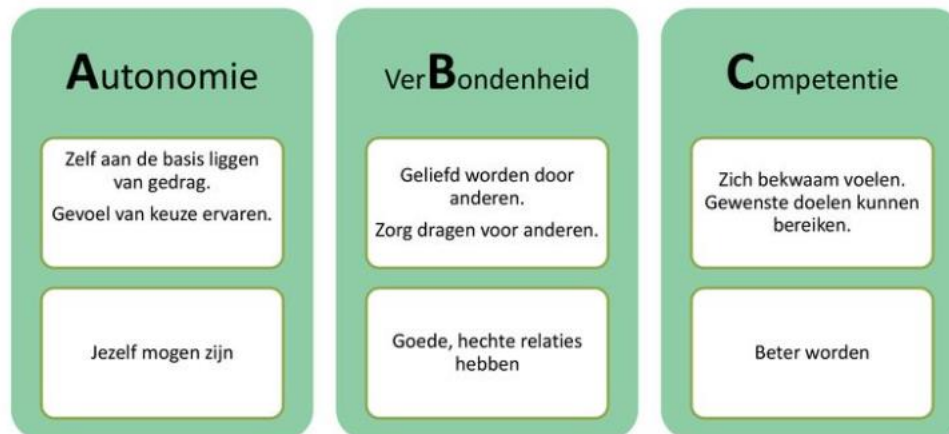 Autonomie
Zelf aan de basis liggen
van gedrag.
Gevoel van keuze ervaren.
Jezelf mogen zijn
VerBondenheid
Geliefd worden door
anderen.
Zorg dragen voor anderen.
Goede, hechte relaties
hebben
Competentie
Zich bekwaam voelen.
Gewenste doelen kunnen
bereiken.
Beter worden